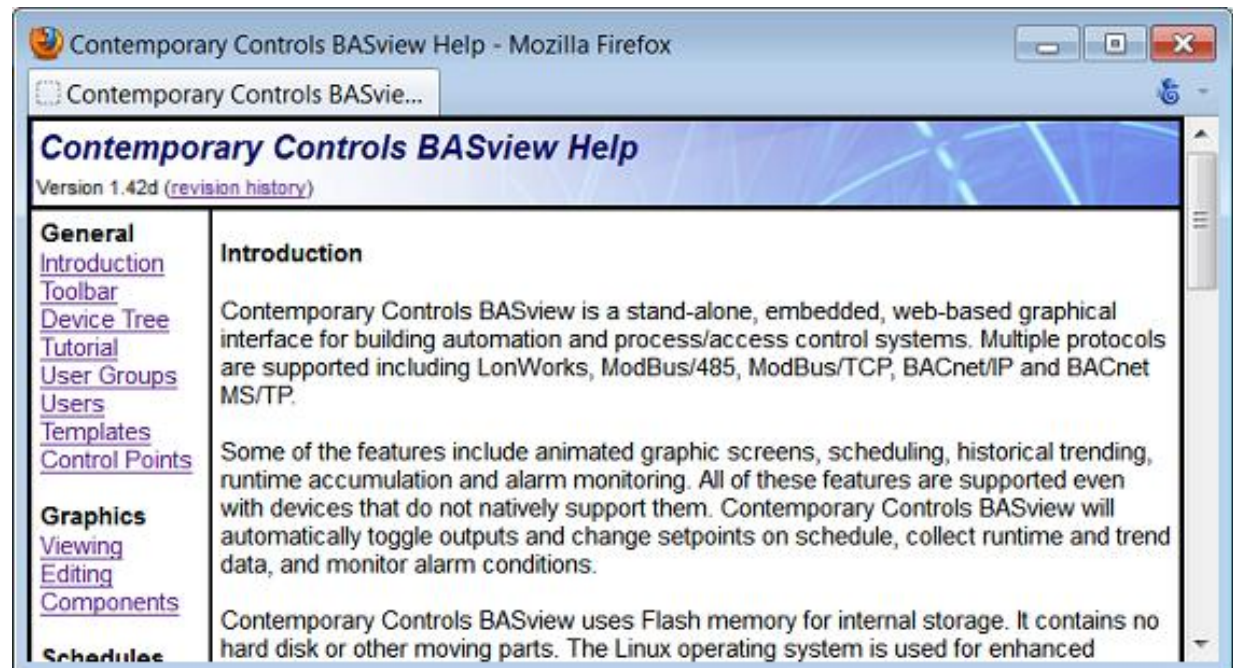 Contemporary Controls BASview Help - Mozilla Firefox
Contemporary Controls BASvie...
Contemporary Controls BASview Help
Version 1.42d (revision history)
General
Introduction
Toolbar
Device Tree
Tutorial
User Groups
Users
Templates
Control Points
Graphics
Viewing
Editing
Components
Schedules
Introduction
Contemporary Controls BASview is a stand-alone, embedded, web-based graphical
interface for building automation and process/access control systems. Multiple protocols
are supported including LonWorks, ModBus/485, ModBus/TCP, BACnet/IP and BACnet
MS/TP.
Some of the features include animated graphic screens, scheduling, historical trending,
runtime accumulation and alarm monitoring. All of these features are supported even
with devices that do not natively support them. Contemporary Controls BASview will
automatically toggle outputs and change setpoints on schedule, collect runtime and trend
data, and monitor alarm conditions.
Contemporary Controls BASview uses Flash memory for internal storage. It contains no
hard disk or other moving parts. The Linux operating system is used for enhanced